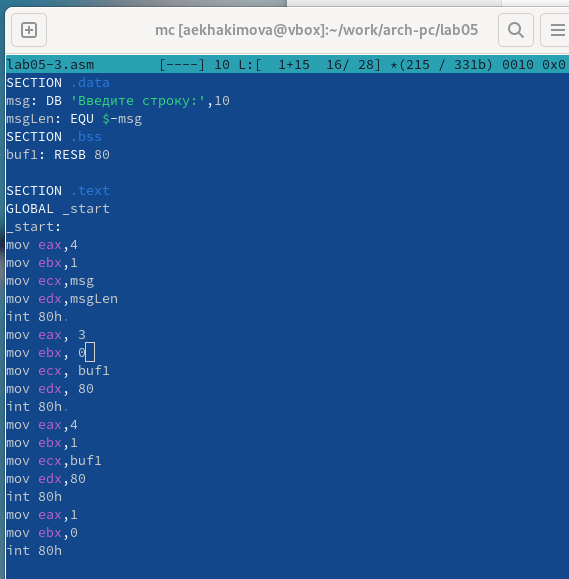 mc [aekhakimova@vbox]:~/work/arch-pc/lab05
lab05-3.asm [----] 10 L:[ 1+15 16/ 28] *(215 / 331b) 0010 0x0
SECTION .data
msg: DB 'Введите строку:',10
msgLen: EQU $-msg
SECTION .bss
buf1: RESB 80
SECTION .text
GLOBAL _start
_start:
mov eax,4
mov ebx,1
mov ecx,msg
mov edx,msgLen
int 80h.
mov eax, 3
mov ebx, 0
mov ecx, buf1
mov edx, 80
int 80h.
mov eax,4
mov ebx,1
mov ecx,buf1
mov edx,80
int 80h
mov eax,1
mov ebx,0
int 80h